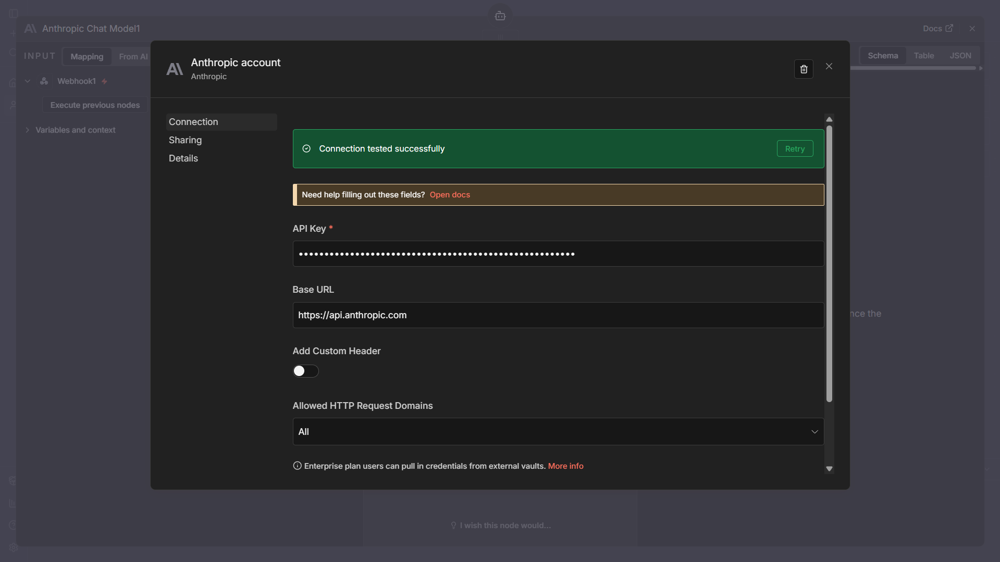 Anthropic Chat Model1
Docs
INPUT
Mapping
From AI
Schema
Table
JSON
Webhook1
Execute previous nodes
Variables and context
Anthropic account
Anthropic
Connection
Sharing
Details
Connection tested successfully
Retry
Need help filling out these fields? Open docs
API Key *
••••••••••••••••••••••••••••••••••••••••••••••••••••••
Base URL
https://api.anthropic.com
Add Custom Header
Allowed HTTP Request Domains
All
Enterprise plan users can pull in credentials from external vaults. More info
nce the
I wish this node would...